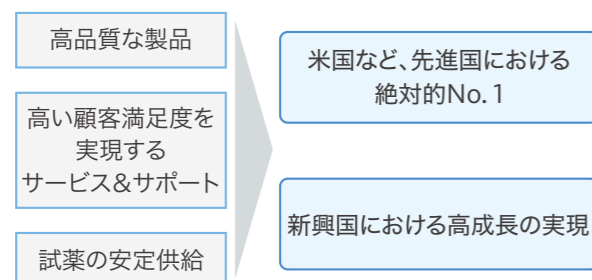 高品質な製品
高い顧客満足度を
実現する
サービス&サポート
試薬の安定供給
米国など、先進国における
絶対的No. 1
新興国における高成長の実現